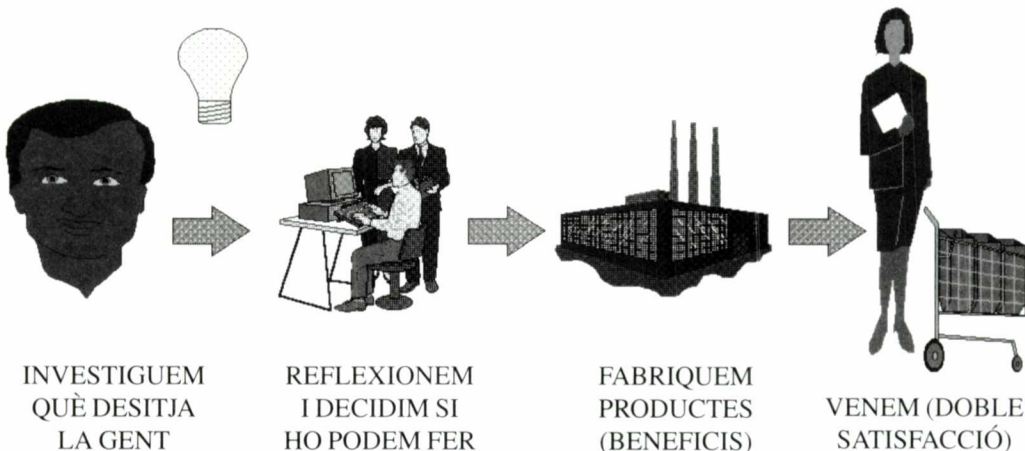 INVESTIGUEM
QUÈ DESITJA
LA GENT
REFLEXIONEM
I DECIDIM SI
HO PODEM FER
FABRIQUEM
PRODUCTES
(BENEFICIS)
VENEM (DOBLE
SATISFACCIÓ)